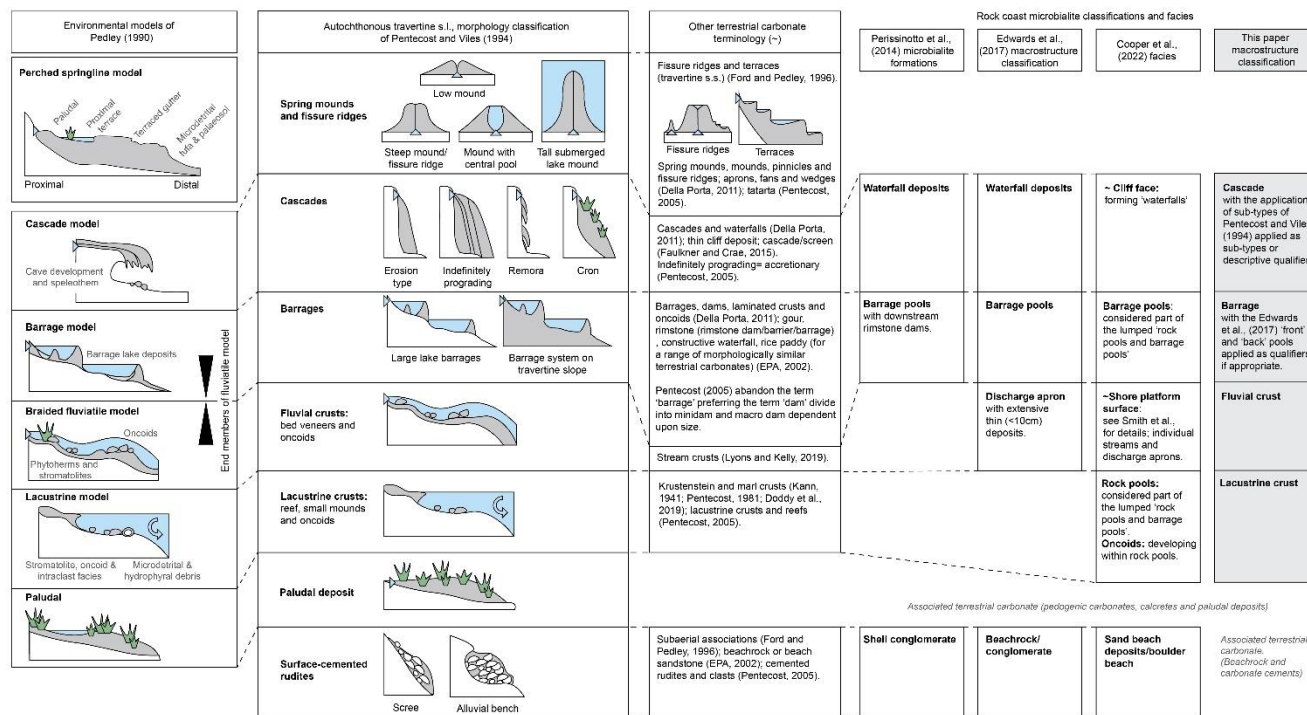 Environmental models of
Pedley (1990)
Perched springline model
Paludal
Proximal
terrace
Terraced gutter
Microdetrital
tufa & palaeosol
Proximal
Distal
Cascade model
Cave development
and speleothem
Barrage model
Barrage lake deposits
Braided fluviatile model
Oncoids
Phytoherms and
stromatolites
End members of fluviatile model
Lacustrine model
Stromatolite, oncoid &
intraclast facies
Microdetrital &
hydrophyral debris
Paludal
Autochthonous travertine s.l., morphology classification
of Pentecost and Viles (1994)
Spring mounds
and fissure ridges
Low mound
Steep mound/
fissure ridge
Mound with
central pool
Tall submerged
lake mound
Cascades
Erosion
type
Indefinitely
prograding
Remora
Cron
Barrages
Large lake barrages
Barrage system on
travertine slope
Fluvial crusts:
bed veneers and
oncoids
Lacustrine crusts:
reef, small mounds
and oncoids
Paludal deposit
Surface-cemented
rudites
Scree
Alluvial bench
Other terrestrial carbonate
terminology (~)
Fissure ridges and terraces
(travertine s.s.) (Ford and Pedley, 1996).
Fissure ridges
Terraces
Spring mounds, mounds, pinnicles and
fissure ridges; aprons, fans and wedges
(Della Porta, 2011); tatarta (Pentecost,
2005).
Cascades and waterfalls (Della Porta,
2011); thin cliff deposit; cascade/screen
(Faulkner and Crae, 2015).
Indefinitely prograding= accretionary
(Pentecost, 2005).
Barrages, dams, laminated crusts and
oncoids (Della Porta, 2011); gour,
rimstone (rimstone dam/barrier/barrage)
, constructive waterfall, rice paddy (for
a range of morphologically similar
terrestrial carbonates) (EPA, 2002).
Pentecost (2005) abandon the term
'barrage' preferring the term 'dam' divide
into minidam and macro dam dependent
upon size.
Stream crusts (Lyons and Kelly, 2019).
Krustenstein and marl crusts (Kann,
1941; Pentecost, 1981; Doddy et al.,
2019); lacustrine crusts and reefs
(Pentecost, 2005).
Subaerial associations (Ford and
Pedley, 1996); beachrock or beach
sandstone (EPA, 2002); cemented
rudites and clasts (Pentecost, 2005).
Rock coast microbialite classifications and facies
Perissinotto et al.,
(2014) microbialite
formations
Waterfall deposits
Barrage pools
with downstream
rimstone dams.
Shell conglomerate
Edwards et al.,
(2017) macrostructure
classification
Waterfall deposits
Barrage pools
Discharge apron
with extensive
thin (<10cm)
deposits.
Beachrock/
conglomerate
Cooper et al.,
(2022) facies
~ Cliff face:
forming 'waterfalls'
Barrage pools:
considered part of
the lumped 'rock
pools and barrage
pools'
~Shore platform
surface:
see Smith et al.,
for details; individual
streams and
discharge aprons.
Rock pools:
considered part of
the lumped 'rock
pools and barrage
pools'.
Oncoids: developing
within rock pools.
Sand beach
deposits/boulder
beach
This paper
macrostructure
classification
Cascade
with the application
of sub-types of
Pentecost and Viles
(1994) applied as
sub-types or
descriptive qualifier
Barrage
with the Edwards
et al., (2017) 'front'
and 'back' pools
applied as qualifiers
if appropriate.
Fluvial crust
Lacustrine crust
Associated terrestrial carbonate (pedogenic carbonates, calcretes and paludal deposits)
Associated terrestrial
carbonate.
(Beachrock and
carbonate cements)